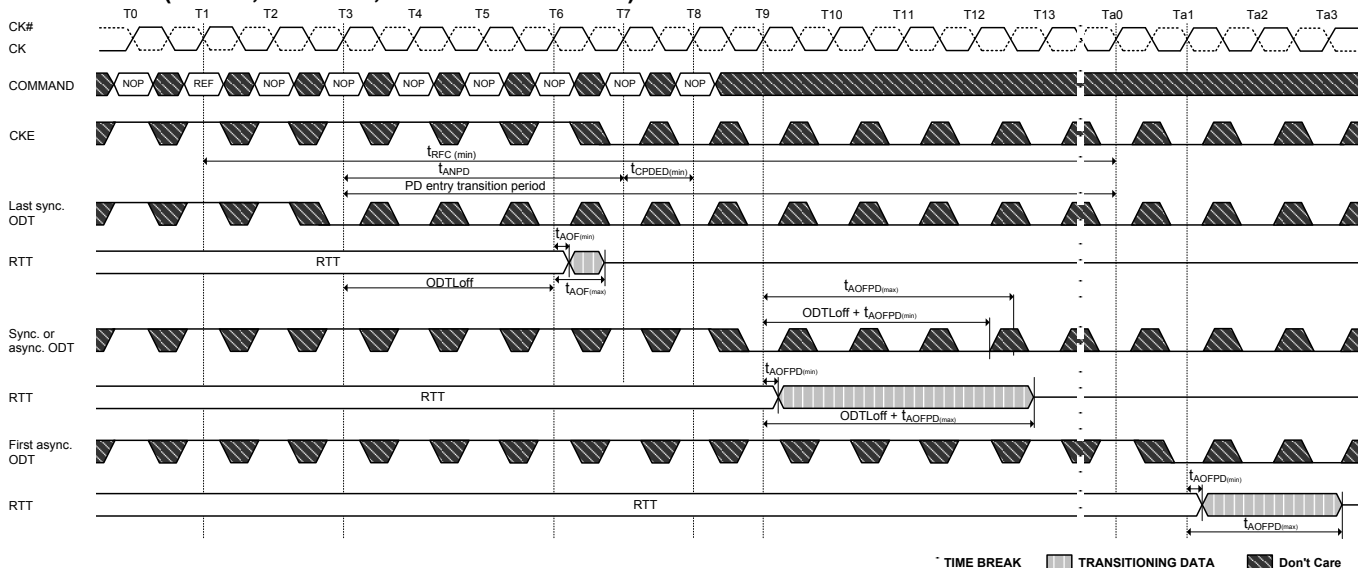 T0 T1 T2 T3 T4 T5 T6 T7 T8 T9 T10 T11 T12 T13 Ta0 Ta1 Ta2 Ta3
CK#
CK
COMMAND NOP REF NOP NOP NOP NOP NOP NOP NOP
CKE
tRFC (min)
tANPD tCPDED(min)
PD entry transition period
Last sync. ODT
tAOF(min)
RTT RTT
ODTLoff tAOF(max)
tAOFPD(max)
ODTLoff + tAOFPD(min)
Sync. or async. ODT
tAOFPD(min)
RTT RTT
ODTLoff + tAOFPD(max)
First async. ODT
tAOFPD(min)
RTT RTT
tAOFPD(max)
TIME BREAK TRANSITIONING DATA Don't Care